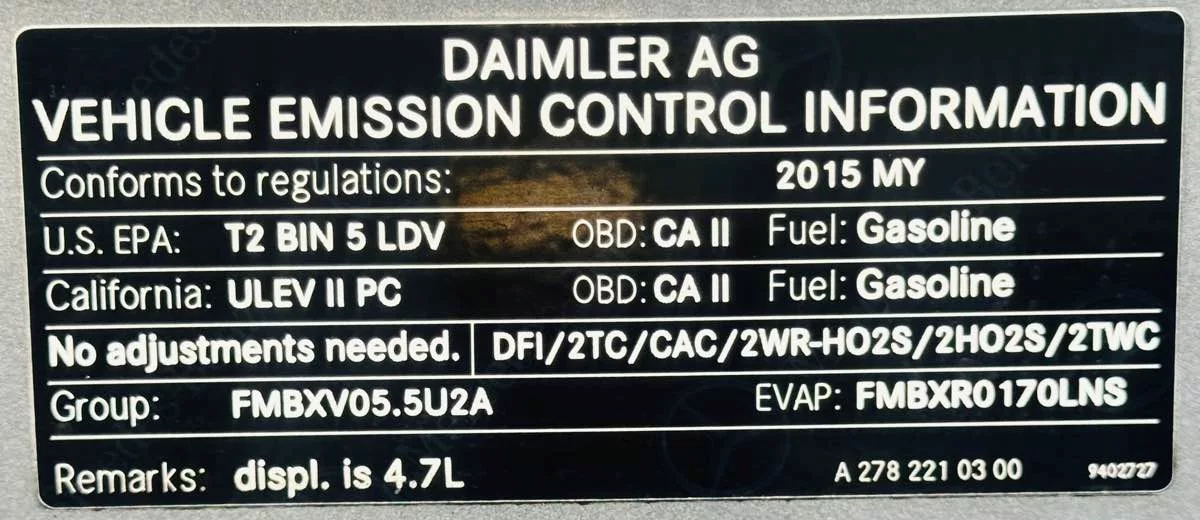 DAIMLER AG
VEHICLE EMISSION CONTROL INFORMATION
Conforms to regulations: 2015 MY
U.S. EPA: T2 BIN 5 LDV OBD: CA II Fuel: Gasoline
California: ULEV II PC OBD: CA II Fuel: Gasoline
No adjustments needed. DFI/2TC/CAC/2WR-HO2S/2HO2S/2TWC
Group: FMBXV05.5U2A EVAP: FMBXR0170LNS
Remarks: displ. is 4.7L A 278 221 03 00 9402727